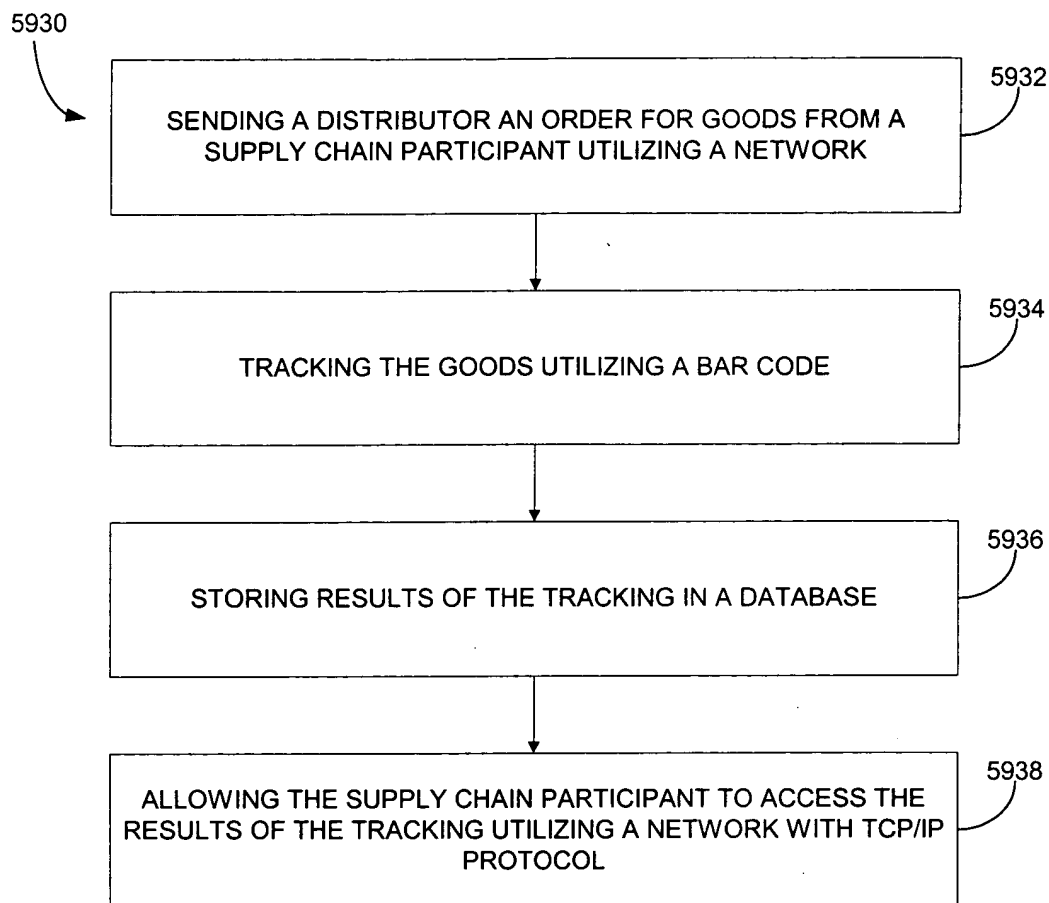 5930
5932
SENDING A DISTRIBUTOR AN ORDER FOR GOODS FROM A
SUPPLY CHAIN PARTICIPANT UTILIZING A NETWORK
5934
TRACKING THE GOODS UTILIZING A BAR CODE
5936
STORING RESULTS OF THE TRACKING IN A DATABASE
5938
ALLOWING THE SUPPLY CHAIN PARTICIPANT TO ACCESS THE
RESULTS OF THE TRACKING UTILIZING A NETWORK WITH TCP/IP
PROTOCOL